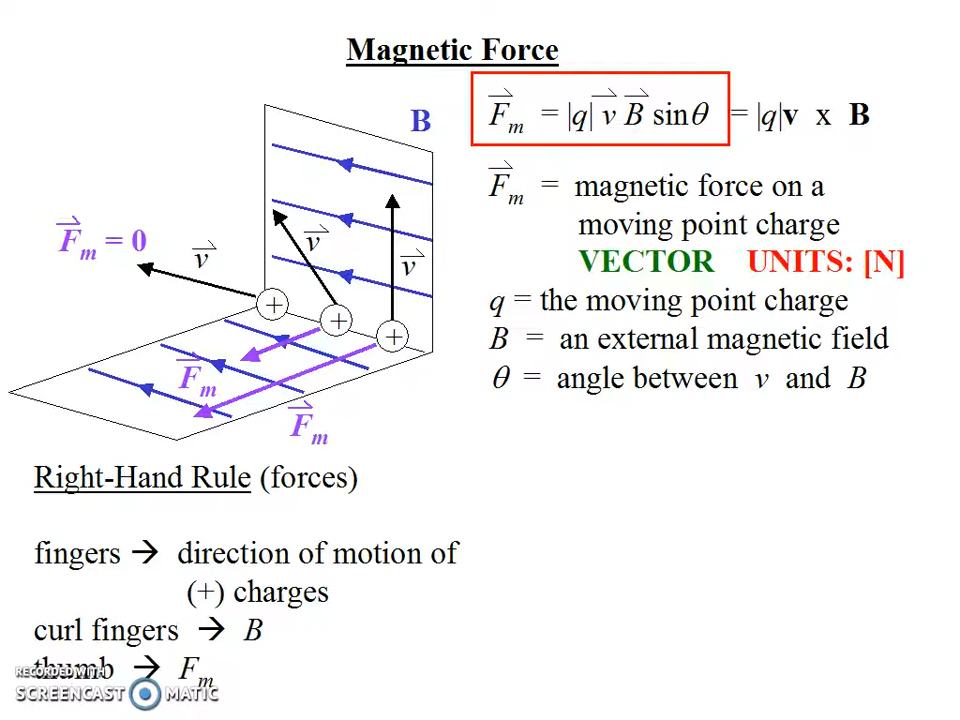 Magnetic Force
F⃗m = |q| v⃗ B⃗ sinθ = |q|v x B
B
F⃗m = magnetic force on a
moving point charge
VECTOR UNITS: [N]
F⃗m = 0
v⃗
v⃗
v⃗
q = the moving point charge
B = an external magnetic field
θ = angle between v and B
+
+
+
F⃗m
F⃗m
Right-Hand Rule (forces)
fingers → direction of motion of
(+) charges
curl fingers → B
thumb → Fm
RECORDED WITH
SCREENCAST MATIC